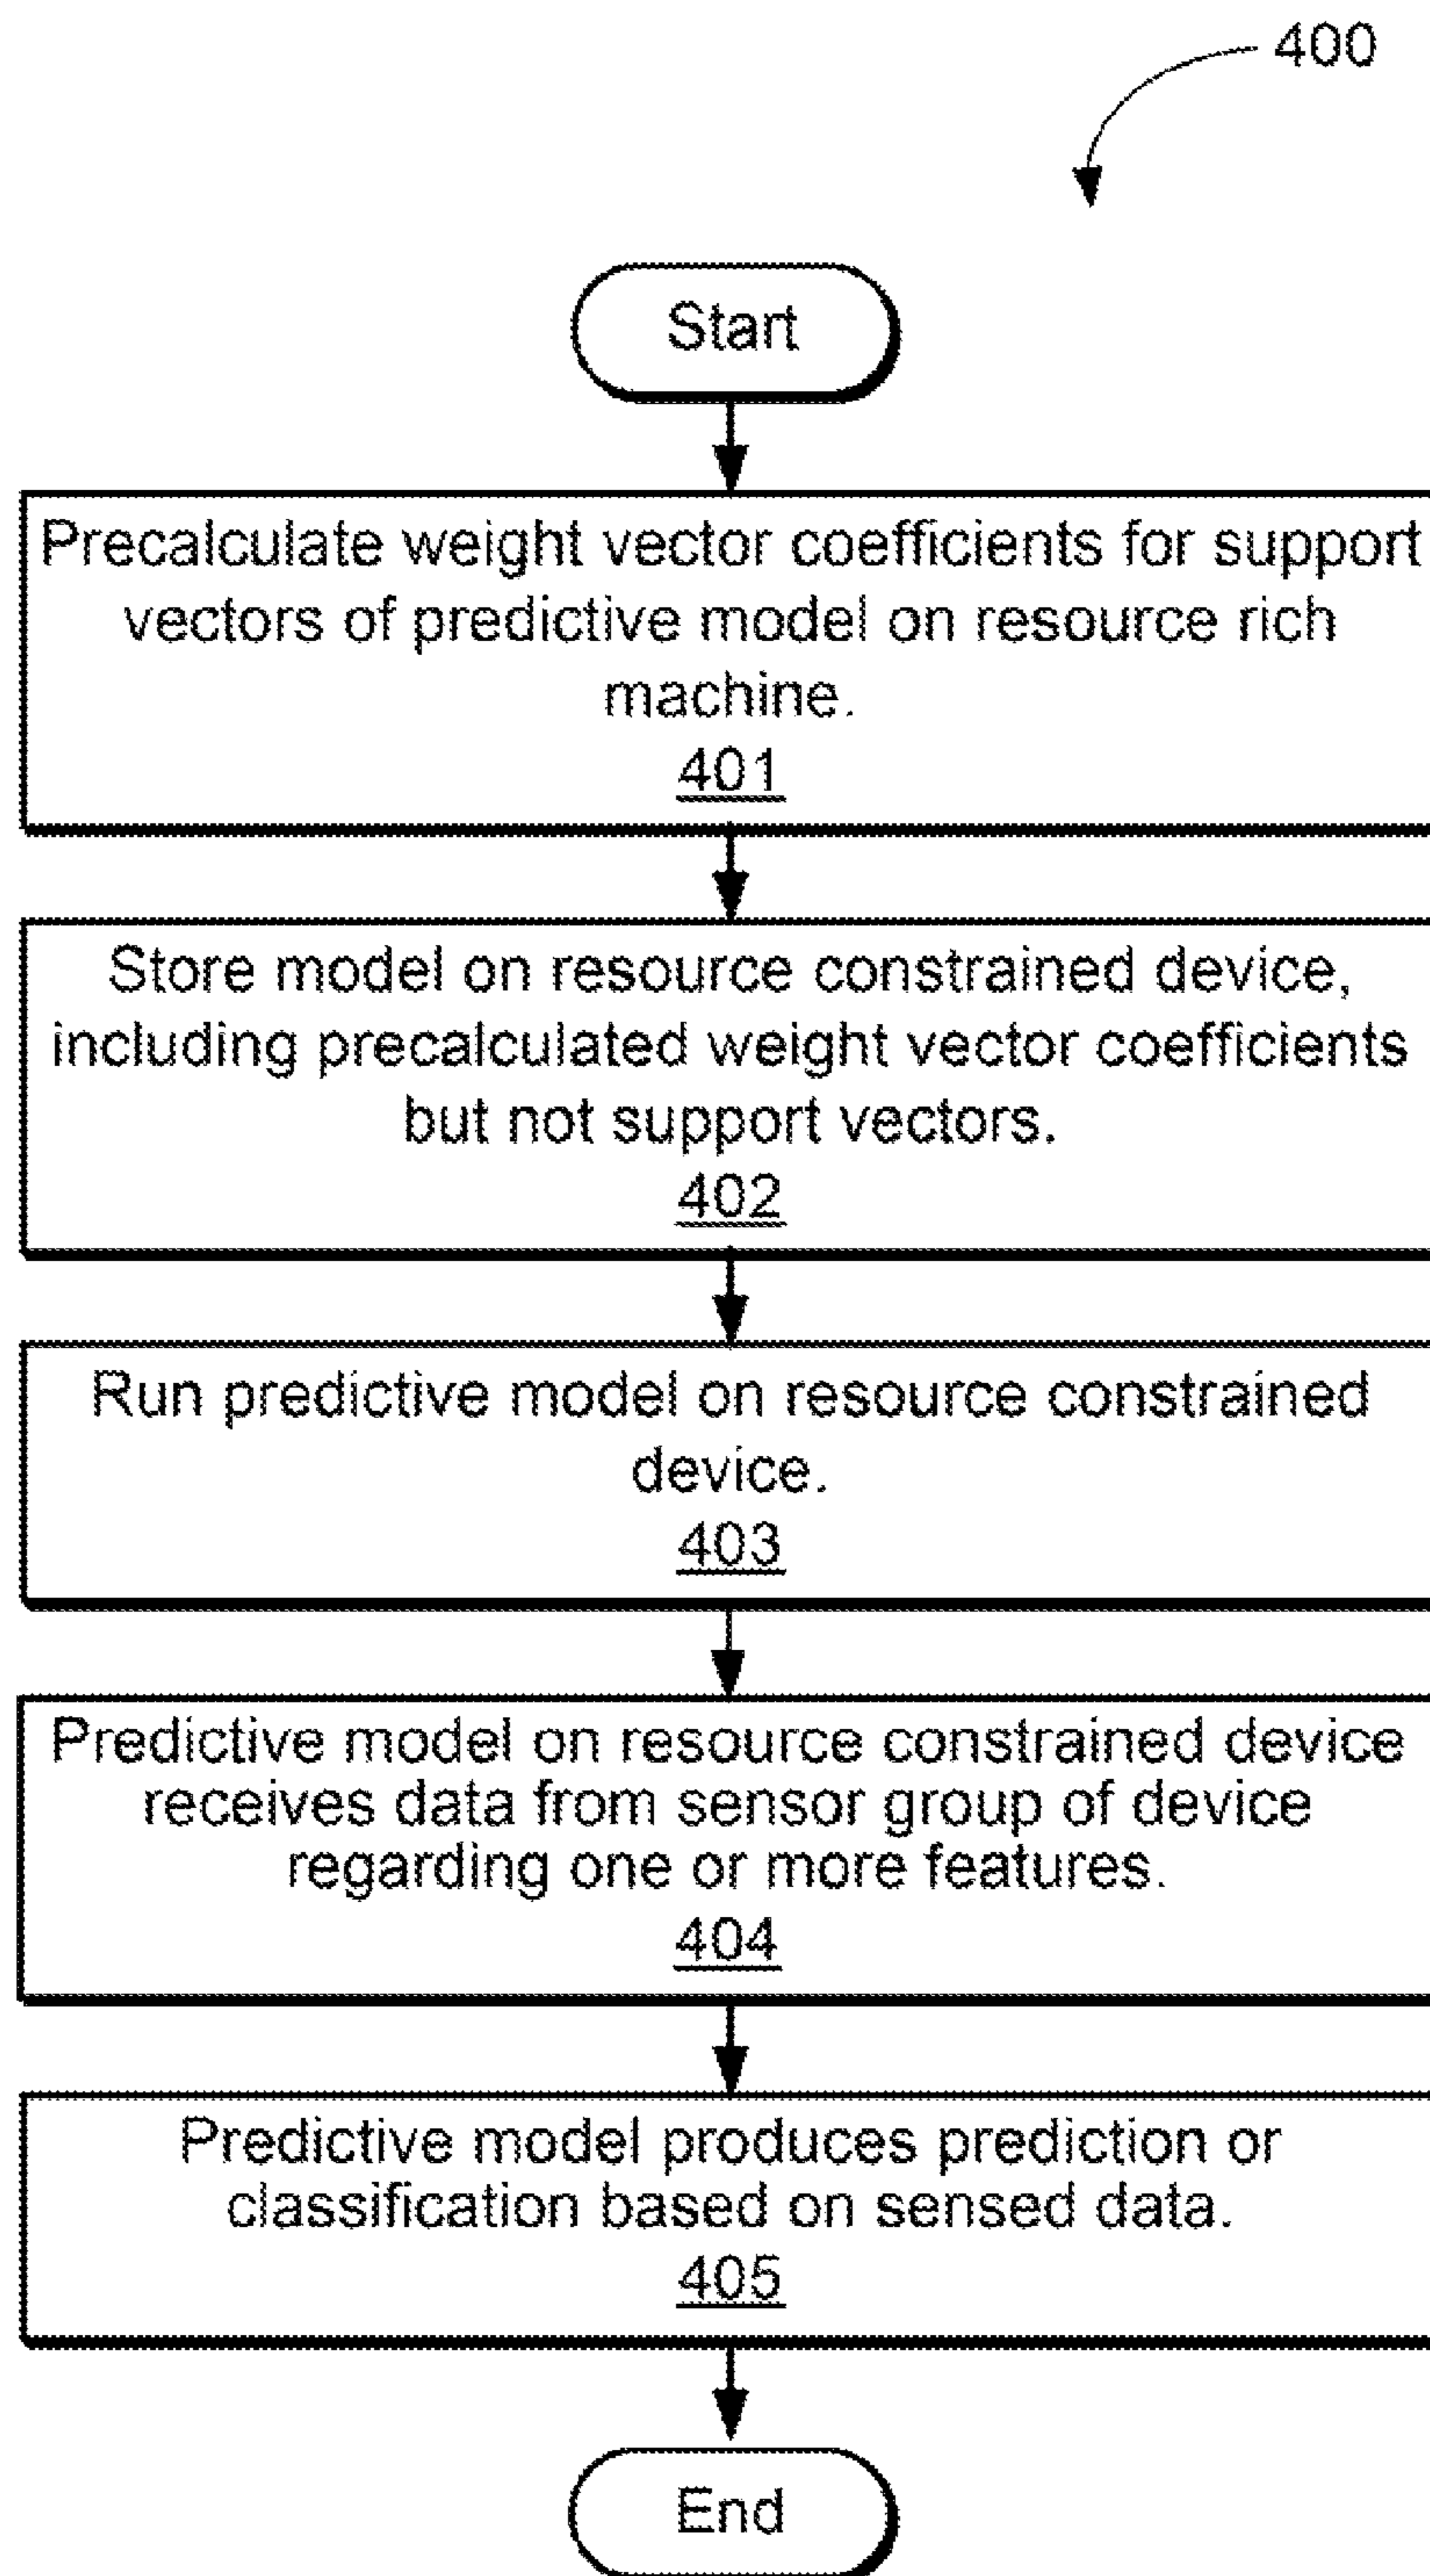 400
Start
Precalculate weight vector coefficients for support
vectors of predictive model on resource rich
machine.
401
Store model on resource constrained device,
including precalculated weight vector coefficients
but not support vectors.
402
Run predictive model on resource constrained
device.
403
Predictive model on resource constrained device
receives data from sensor group of device
regarding one or more features.
404
Predictive model produces prediction or
classification based on sensed data.
405
End